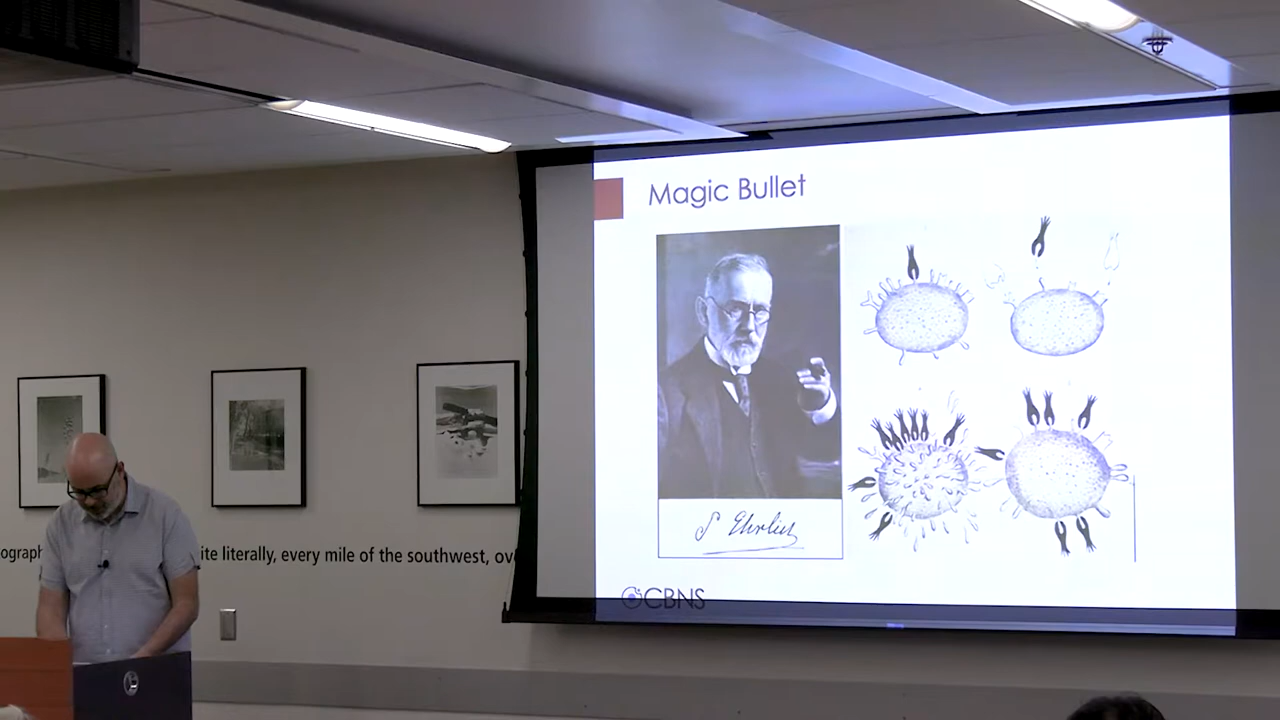 Magic Bullet
P Ehrlich
CBNS
ograph
ite literally, every mile of the southwest, ov